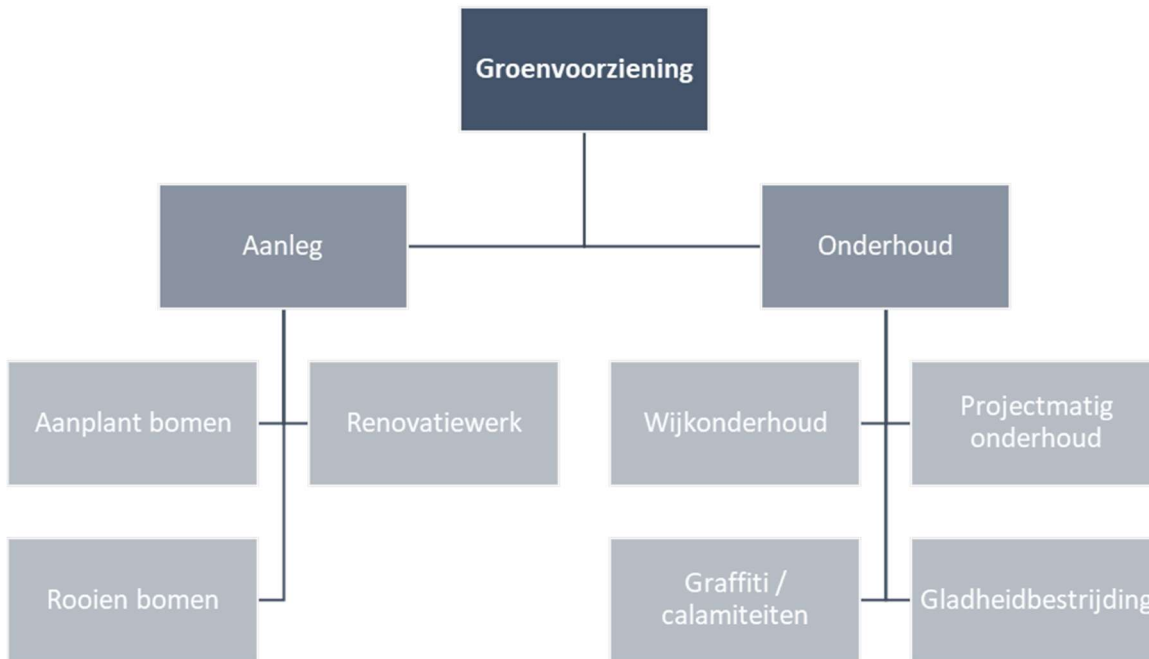 Groenvoorziening
Aanleg
Onderhoud
Aanplant bomen
Renovatiewerk
Wijkonderhoud
Projectmatig
onderhoud
Rooien bomen
Graffiti /
calamiteiten
Gladheidbestrijding